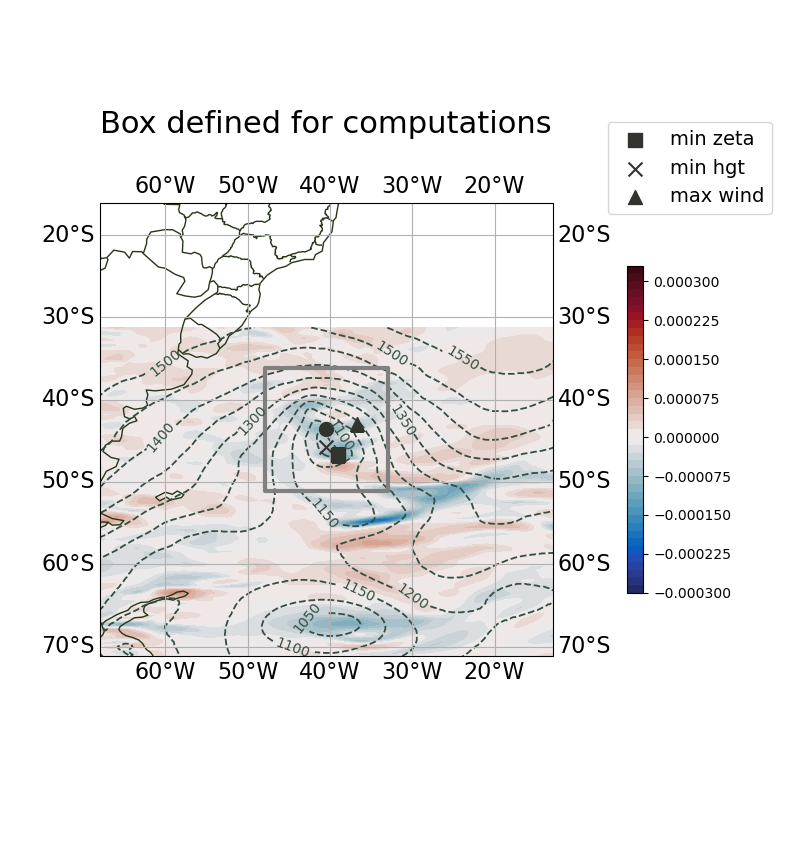 Box defined for computations
min zeta
min hgt
max wind
60°W 50°W 40°W 30°W 20°W
20°S 20°S
30°S 30°S
40°S 40°S
50°S 50°S
60°S 60°S
70°S 70°S
60°W 50°W 40°W 30°W 20°W
1500
1500
1550
1300
1350
1400
1150
1150
1200
1050
1100
0.000300
0.000225
0.000150
0.000075
0.000000
−0.000075
−0.000150
−0.000225
−0.000300